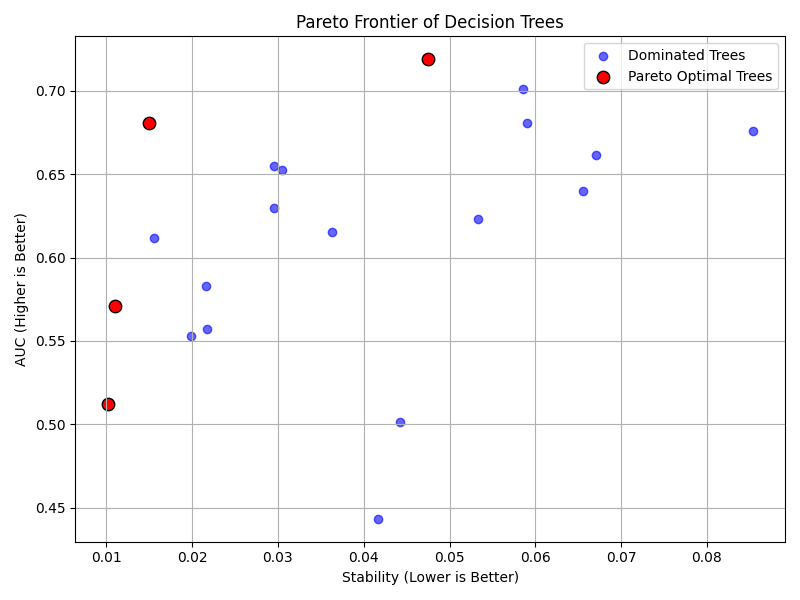 Pareto Frontier of Decision Trees
Dominated Trees
Pareto Optimal Trees
AUC (Higher is Better)
0.70
0.65
0.60
0.55
0.50
0.45
0.01 0.02 0.03 0.04 0.05 0.06 0.07 0.08
Stability (Lower is Better)